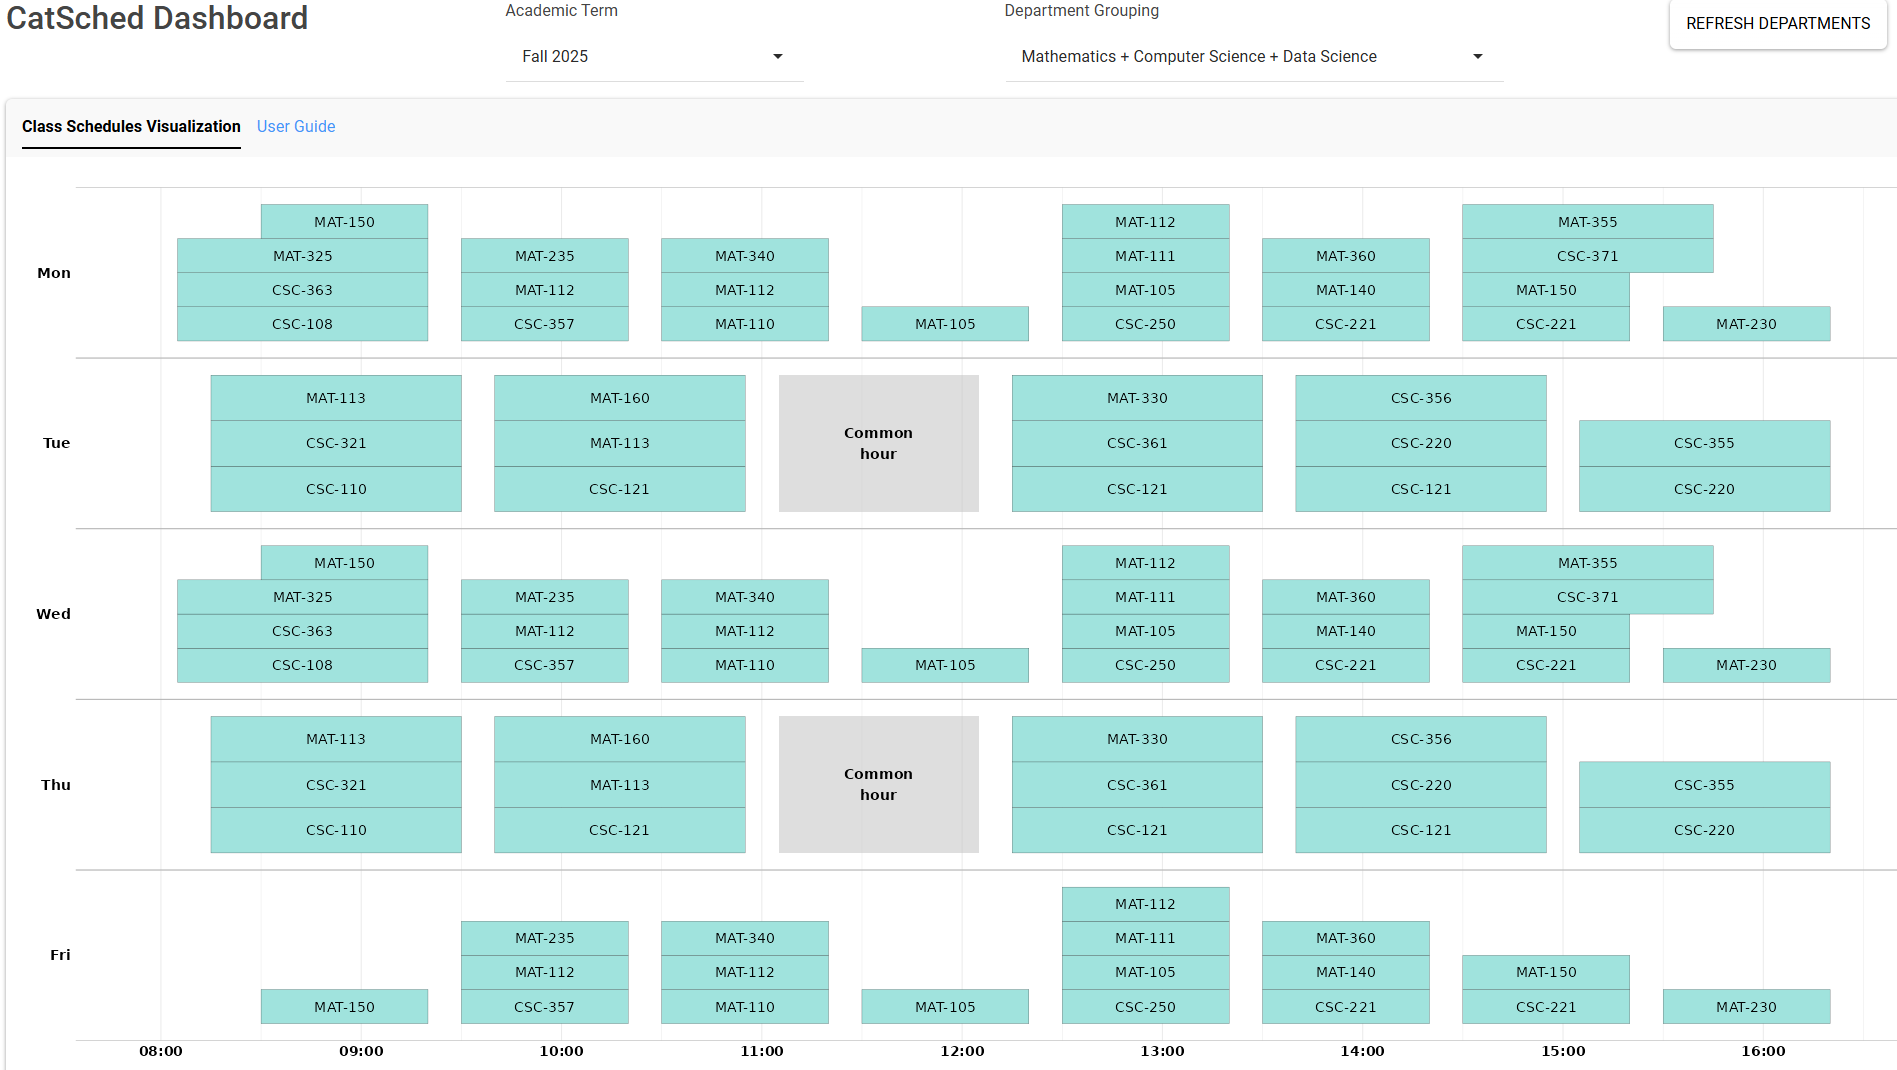 CatSched Dashboard
Academic Term
Department Grouping
REFRESH DEPARTMENTS
Fall 2025
Mathematics + Computer Science + Data Science
Class Schedules Visualization
User Guide
Mon
MAT-150
MAT-112
MAT-355
MAT-325
MAT-235
MAT-340
MAT-111
MAT-360
CSC-371
CSC-363
MAT-112
MAT-112
MAT-105
MAT-140
MAT-150
CSC-108
CSC-357
MAT-110
MAT-105
CSC-250
CSC-221
CSC-221
MAT-230
Tue
MAT-113
MAT-160
Common
hour
MAT-330
CSC-356
CSC-321
MAT-113
CSC-361
CSC-220
CSC-355
CSC-110
CSC-121
CSC-121
CSC-121
CSC-220
Wed
MAT-150
MAT-112
MAT-355
MAT-325
MAT-235
MAT-340
MAT-111
MAT-360
CSC-371
CSC-363
MAT-112
MAT-112
MAT-105
MAT-140
MAT-150
CSC-108
CSC-357
MAT-110
MAT-105
CSC-250
CSC-221
CSC-221
MAT-230
Thu
MAT-113
MAT-160
Common
hour
MAT-330
CSC-356
CSC-321
MAT-113
CSC-361
CSC-220
CSC-355
CSC-110
CSC-121
CSC-121
CSC-121
CSC-220
Fri
MAT-112
MAT-235
MAT-340
MAT-111
MAT-360
MAT-112
MAT-112
MAT-105
MAT-140
MAT-150
MAT-150
CSC-357
MAT-110
MAT-105
CSC-250
CSC-221
CSC-221
MAT-230
08:00
09:00
10:00
11:00
12:00
13:00
14:00
15:00
16:00